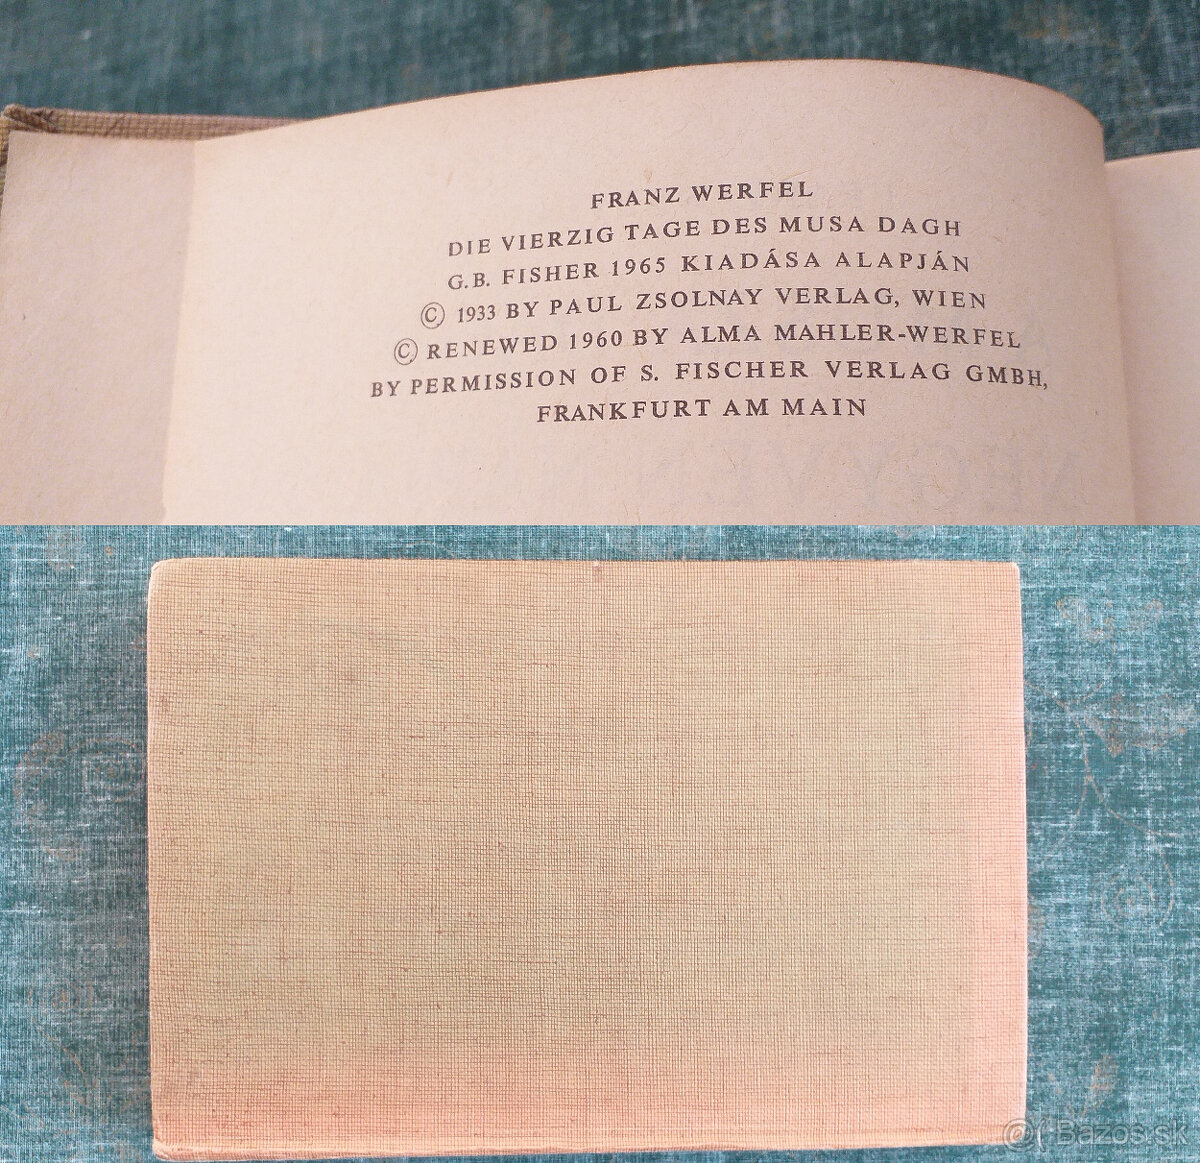 FRANZ WERFEL
DIE VIERZIG TAGE DES MUSA DAGH
G.B. FISHER 1965 KIADÁSA ALAPJÁN
© 1933 BY PAUL ZSOLNAY VERLAG, WIEN
© RENEWED 1960 BY ALMA MAHLER-WERFEL
BY PERMISSION OF S. FISCHER VERLAG GMBH,
FRANKFURT AM MAIN
Bazos.sk